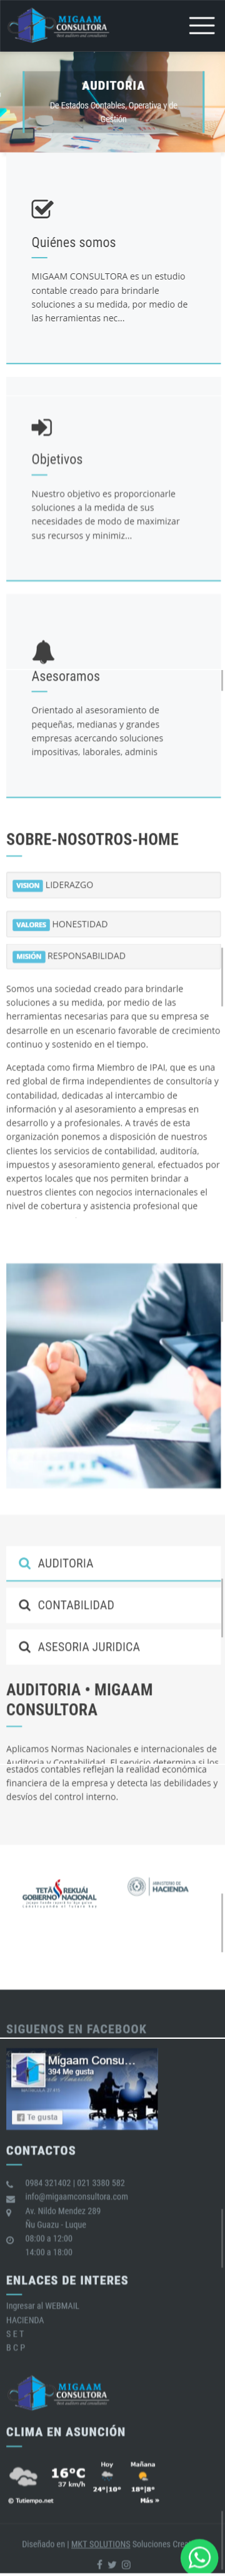 MIGAAM
CONSULTORA
AUDITORIA
De Estados Contables, Operativa y de
Gestión
Quiénes somos
MIGAAM CONSULTORA es un estudio
contable creado para brindarle
soluciones a su medida, por medio de
las herramientas nec...
Objetivos
Nuestro objetivo es proporcionarle
soluciones a la medida de sus
necesidades de modo de maximizar
sus recursos y minimiz...
Asesoramos
Orientado al asesoramiento de
pequeñas, medianas y grandes
empresas acercando soluciones
impositivas, laborales, adminis
SOBRE-NOSOTROS-HOME
VISION LIDERAZGO
VALORES HONESTIDAD
MISIÓN RESPONSABILIDAD
Somos una sociedad creado para brindarle
soluciones a su medida, por medio de las
herramientas necesarias para que su empresa se
desarrolle en un escenario favorable de crecimiento
continuo y sostenido en el tiempo.
Aceptada como firma Miembro de IPAI, que es una
red global de firma independientes de consultoría y
contabilidad, dedicadas al intercambio de
información y al asesoramiento a empresas en
desarrollo y a profesionales. A través de esta
organización ponemos a disposición de nuestros
clientes los servicios de contabilidad, auditoría,
impuestos y asesoramiento general, efectuados por
expertos locales que nos permiten brindar a
nuestros clientes con negocios internacionales el
nivel de cobertura y asistencia profesional que
AUDITORIA
CONTABILIDAD
ASESORIA JURIDICA
AUDITORIA • MIGAAM
CONSULTORA
Aplicamos Normas Nacionales e internacionales de
Auditoria y Contabilidad. El servicio determina si los
estados contables reflejan la realidad económica y
financiera de la empresa y detecta las debilidades y
desvíos del control interno.
TETÃ REKUÁI
GOBIERNO NACIONAL
MINISTERIO DE
HACIENDA
SIGUENOS EN FACEBOOK
Migaam Consu...
394 Me gusta
Te gusta
CONTACTOS
0984 321402 | 021 3380 582
info@migaamconsultora.com
Av. Nildo Mendez 289
Ñu Guazu - Luque
08:00 a 12:00
14:00 a 18:00
ENLACES DE INTERES
Ingresar al WEBMAIL
HACIENDA
S E T
B C P
MIGAAM
CONSULTORA
CLIMA EN ASUNCIÓN
16°C
37 km/h
Hoy
24°|10°
Mañana
18°|8°
© Tutiempo.net
Más »
Diseñado en | MKT SOLUTIONS Soluciones